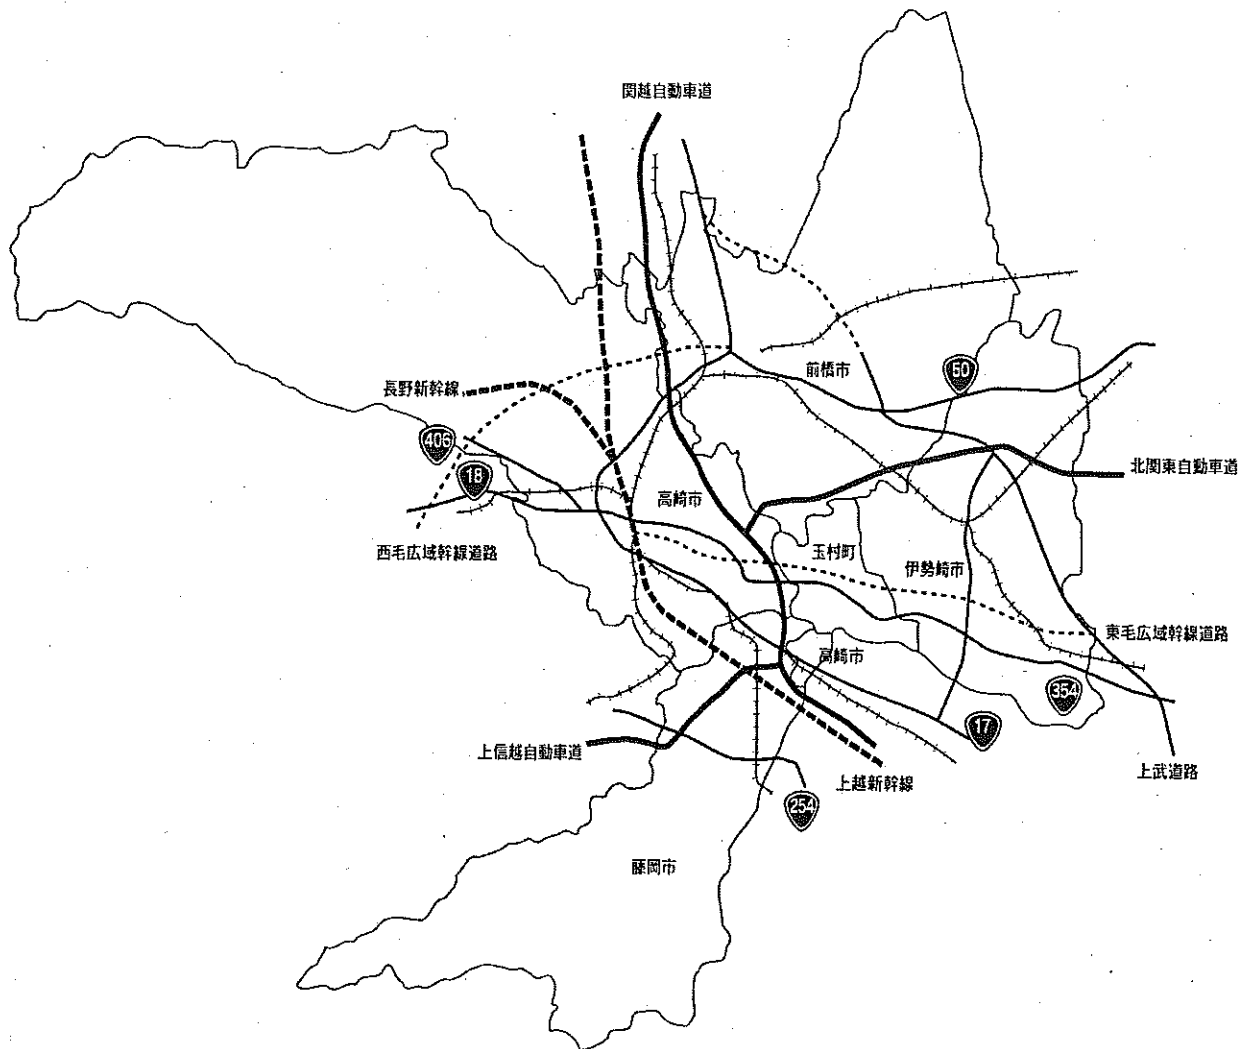 関越自動車道
前橋市
50
長野新幹線
406
18
北関東自動車道
高崎市
西毛広域幹線道路
玉村町
伊勢崎市
東毛広域幹線道路
高崎市
354
17
上信越自動車道
上武道路
上越新幹線
254
藤岡市